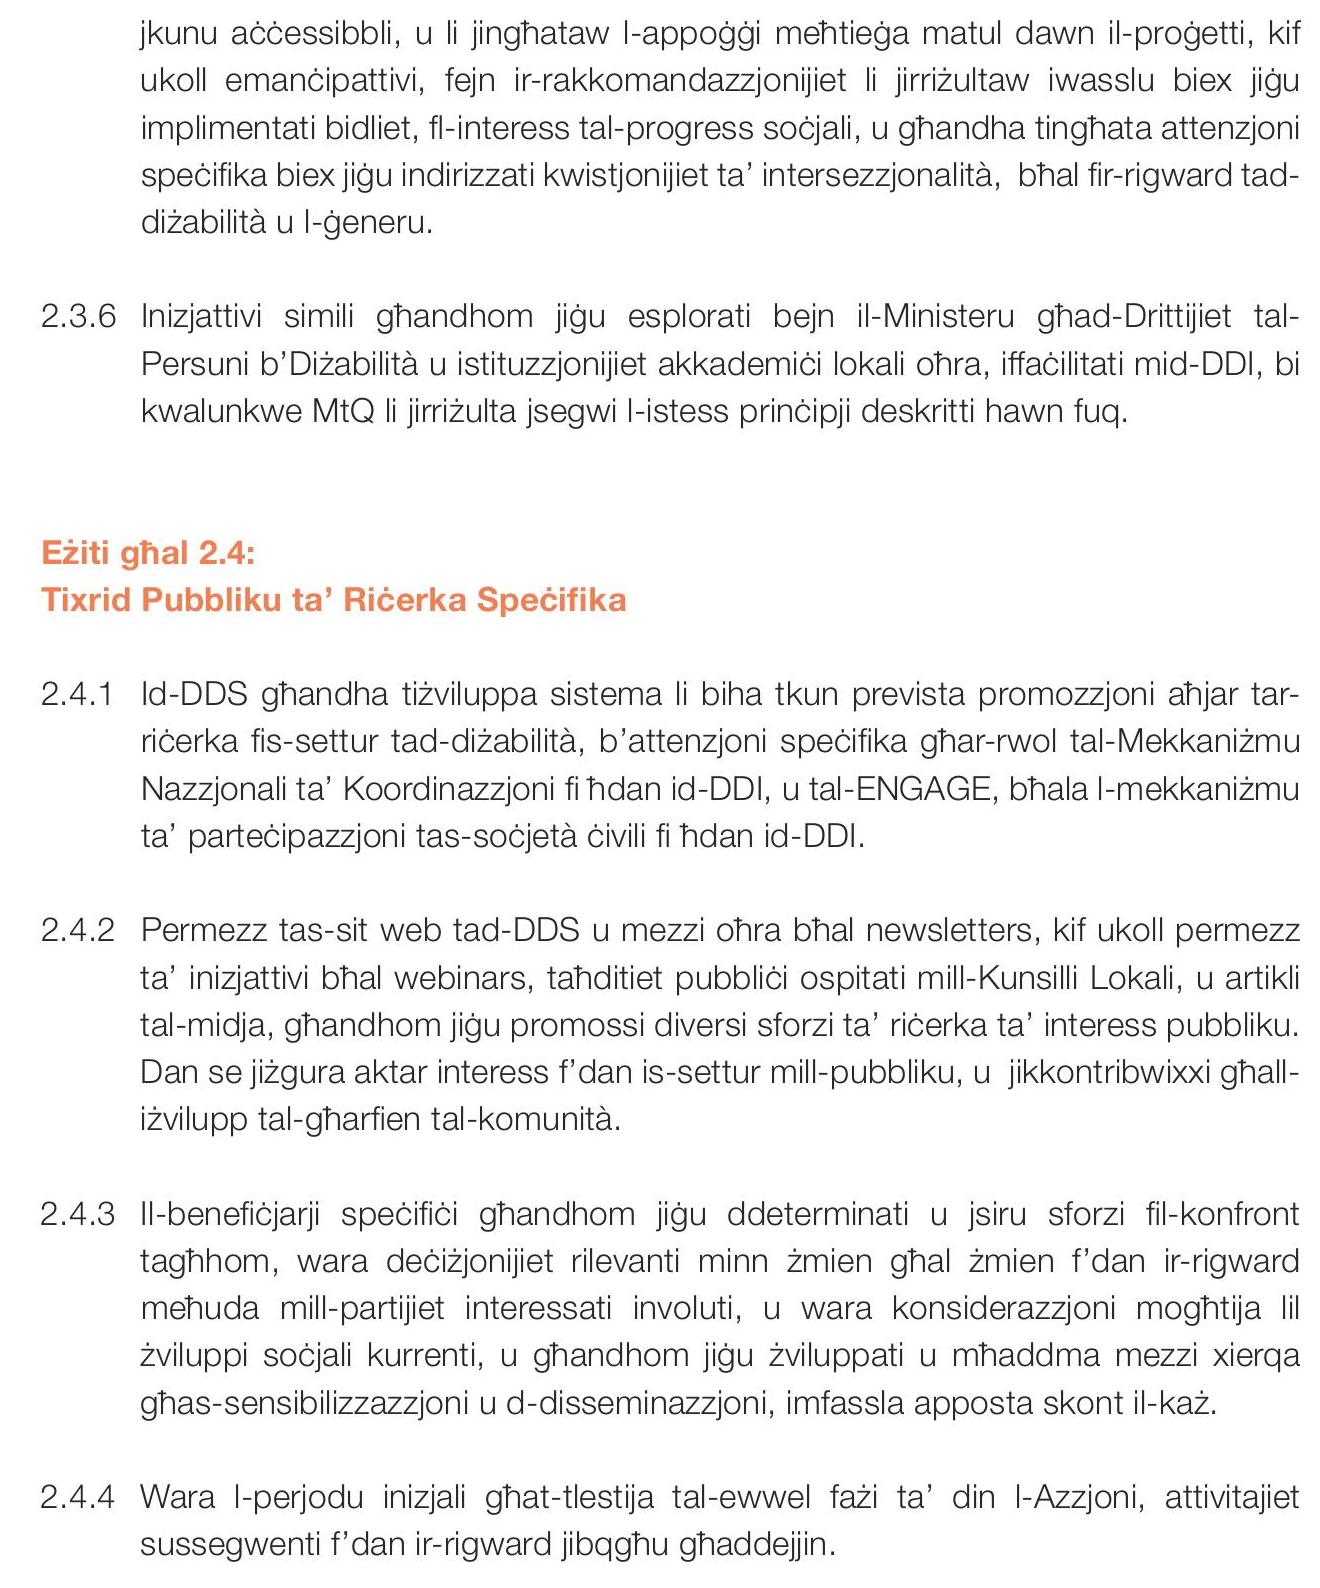 jkunu aċċessibbli, u li jingħataw l-appoġġi meħtieġa matul dawn il-proġetti, kif
ukoll emanċipattivi, fejn ir-rakkomandazzjonijiet li jirriżultaw iwasslu biex jiġu
implimentati bidliet, fl-interess tal-progress soċjali, u għandha tingħata attenzjoni
speċifika biex jiġu indirizzati kwistjonijiet ta’ intersezzjonalità,  bħal fir-rigward tad-
diżabilità u l-ġeneru.
2.3.6 Inizjattivi simili għandhom jiġu esplorati bejn il-Ministeru għad-Drittijiet tal-
Persuni b’Diżabilità u istituzzjonijiet akkademiċi lokali oħra, iffaċilitati mid-DDI, bi
kwalunkwe MtQ li jirriżulta jsegwi l-istess prinċipji deskritti hawn fuq.
Eżiti għal 2.4:
Tixrid Pubbliku ta’ Riċerka Speċifika
2.4.1 Id-DDS għandha tiżviluppa sistema li biha tkun prevista promozzjoni aħjar tar-
riċerka fis-settur tad-diżabilità, b’attenzjoni speċifika għar-rwol tal-Mekkaniżmu
Nazzjonali ta’ Koordinazzjoni fi ħdan id-DDI, u tal-ENGAGE, bħala l-mekkaniżmu
ta’ parteċipazzjoni tas-soċjetà ċivili fi ħdan id-DDI.
2.4.2 Permezz tas-sit web tad-DDS u mezzi oħra bħal newsletters, kif ukoll permezz
ta’ inizjattivi bħal webinars, taħditiet pubbliċi ospitati mill-Kunsilli Lokali, u artikli
tal-midja, għandhom jiġu promossi diversi sforzi ta’ riċerka ta’ interess pubbliku.
Dan se jiżgura aktar interess f’dan is-settur mill-pubbliku, u  jikkontribwixxi għall-
iżvilupp tal-għarfien tal-komunità.
2.4.3 Il-benefiċjarji speċifiċi għandhom jiġu ddeterminati u jsiru sforzi fil-konfront
tagħhom, wara deċiżjonijiet rilevanti minn żmien għal żmien f’dan ir-rigward
meħuda mill-partijiet interessati involuti, u wara konsiderazzjoni mogħtija lil
żviluppi soċjali kurrenti, u għandhom jiġu żviluppati u mħaddma mezzi xierqa
għas-sensibilizzazzjoni u d-disseminazzjoni, imfassla apposta skont il-każ.
2.4.4 Wara l-perjodu inizjali għat-tlestija tal-ewwel fażi ta’ din l-Azzjoni, attivitajiet
sussegwenti f’dan ir-rigward jibqgħu għaddejjin.